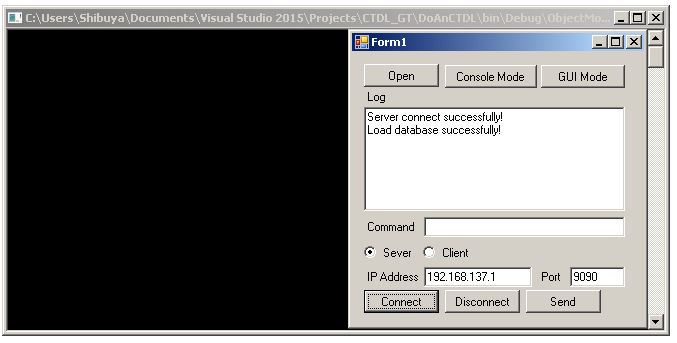 C:\Users\Shibuya\Documents\Visual Studio 2015\Projects\CTDL_GT\DoAnCTDL\bin\Debug\ObjectMo...
Form1
Open Console Mode GUI Mode
Log
Server connect successfully!
Load database successfully!
Command
Sever Client
IP Address 192.168.137.1 Port 9090
Connect Disconnect Send